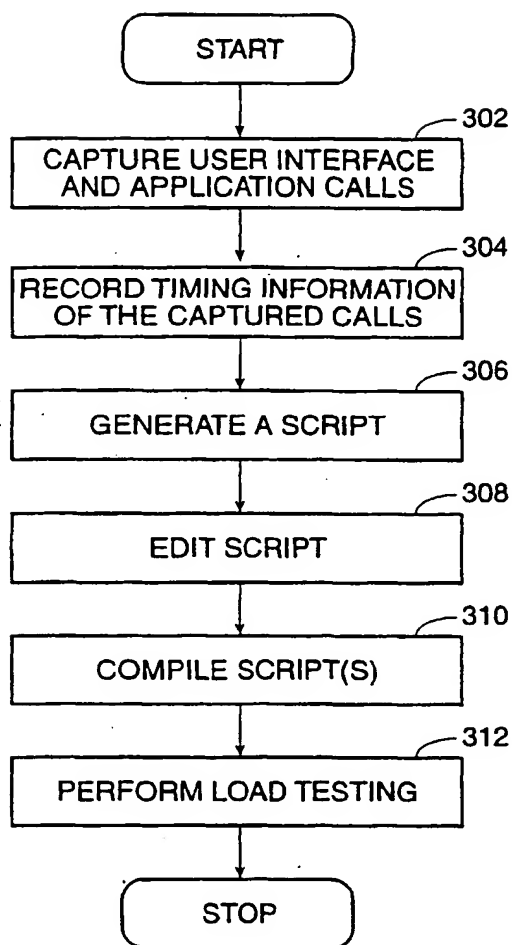 START
302
CAPTURE USER INTERFACE
AND APPLICATION CALLS
304
RECORD TIMING INFORMATION
OF THE CAPTURED CALLS
306
GENERATE A SCRIPT
308
EDIT SCRIPT
310
COMPILE SCRIPT(S)
312
PERFORM LOAD TESTING
STOP